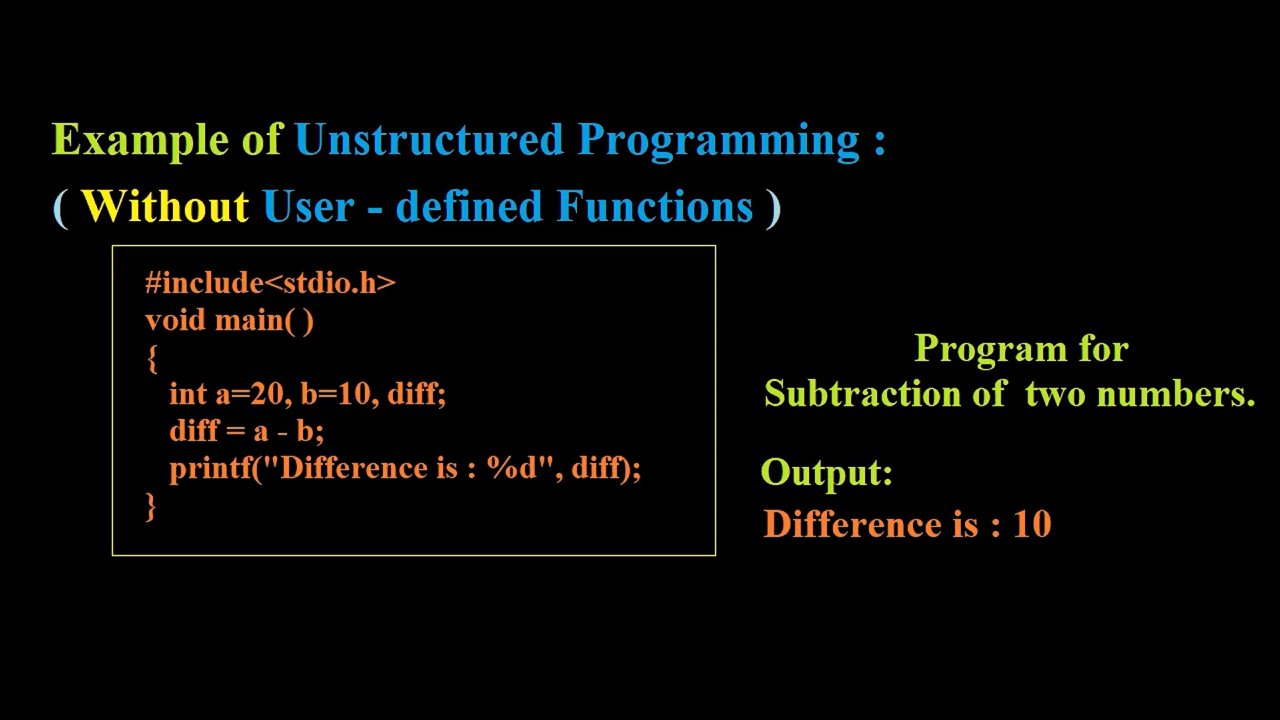 Example of Unstructured Programming :
( Without User - defined Functions )
#include<stdio.h>
void main( )
{
int a=20, b=10, diff;
diff = a - b;
printf("Difference is : %d", diff);
}
Program for
Subtraction of two numbers.
Output:
Difference is : 10